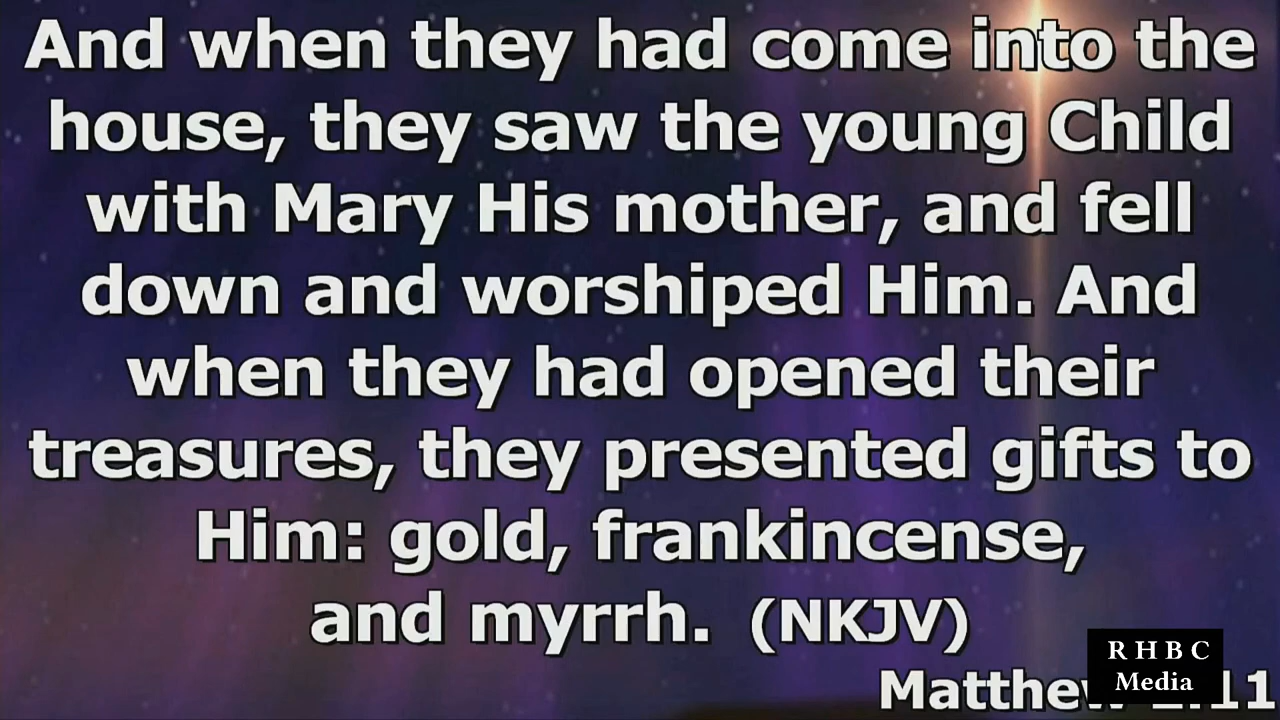 And when they had come into the
house, they saw the young Child
with Mary His mother, and fell
down and worshiped Him. And
when they had opened their
treasures, they presented gifts to
Him: gold, frankincense,
and myrrh. (NKJV)
R H B C
Media
Matthew :11